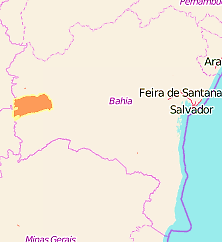 Pernambuco
Ara
Feira de Santana
Bahia
Salvador
Minas Gerais